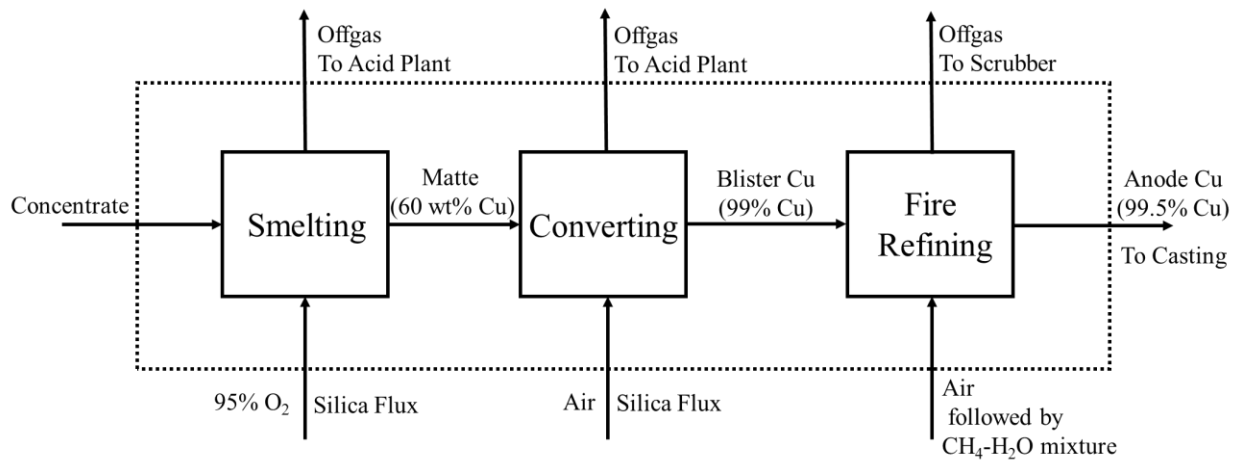 Offgas
To Acid Plant
Offgas
To Acid Plant
Offgas
To Scrubber
Concentrate
Smelting
Matte
(60 wt% Cu)
Converting
Blister Cu
(99% Cu)
Fire
Refining
Anode Cu
(99.5% Cu)
To Casting
95% O₂
Silica Flux
Air
Silica Flux
Air
followed by
CH₄-H₂O mixture